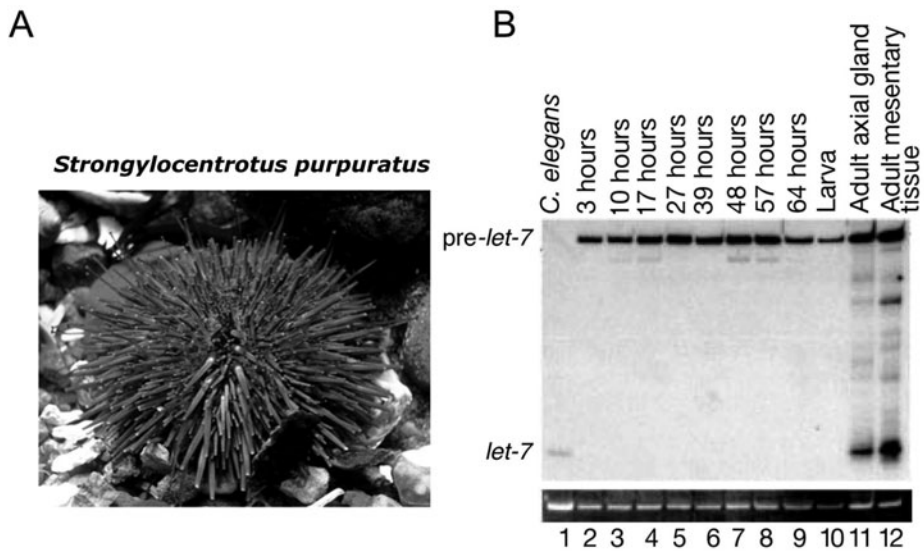 A
B
Strongylocentrotus purpuratus
C. elegans
3 hours
10 hours
17 hours
27 hours
39 hours
48 hours
57 hours
64 hours
Larva
Adult axial gland
Adult mesentary
tissue
pre-let-7
let-7
1 2 3 4 5 6 7 8 9 10 11 12